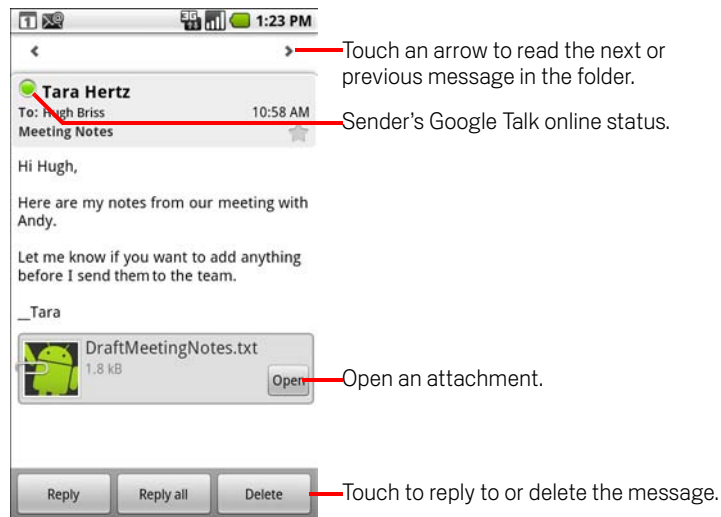 1:23 PM
Touch an arrow to read the next or
previous message in the folder.
Tara Hertz
To: Hugh Briss 10:58 AM
Sender's Google Talk online status.
Meeting Notes
Hi Hugh,
Here are my notes from our meeting with
Andy.
Let me know if you want to add anything
before I send them to the team.
__Tara
DraftMeetingNotes.txt
1.8 kB
Open
Open an attachment.
Reply Reply all Delete
Touch to reply to or delete the message.